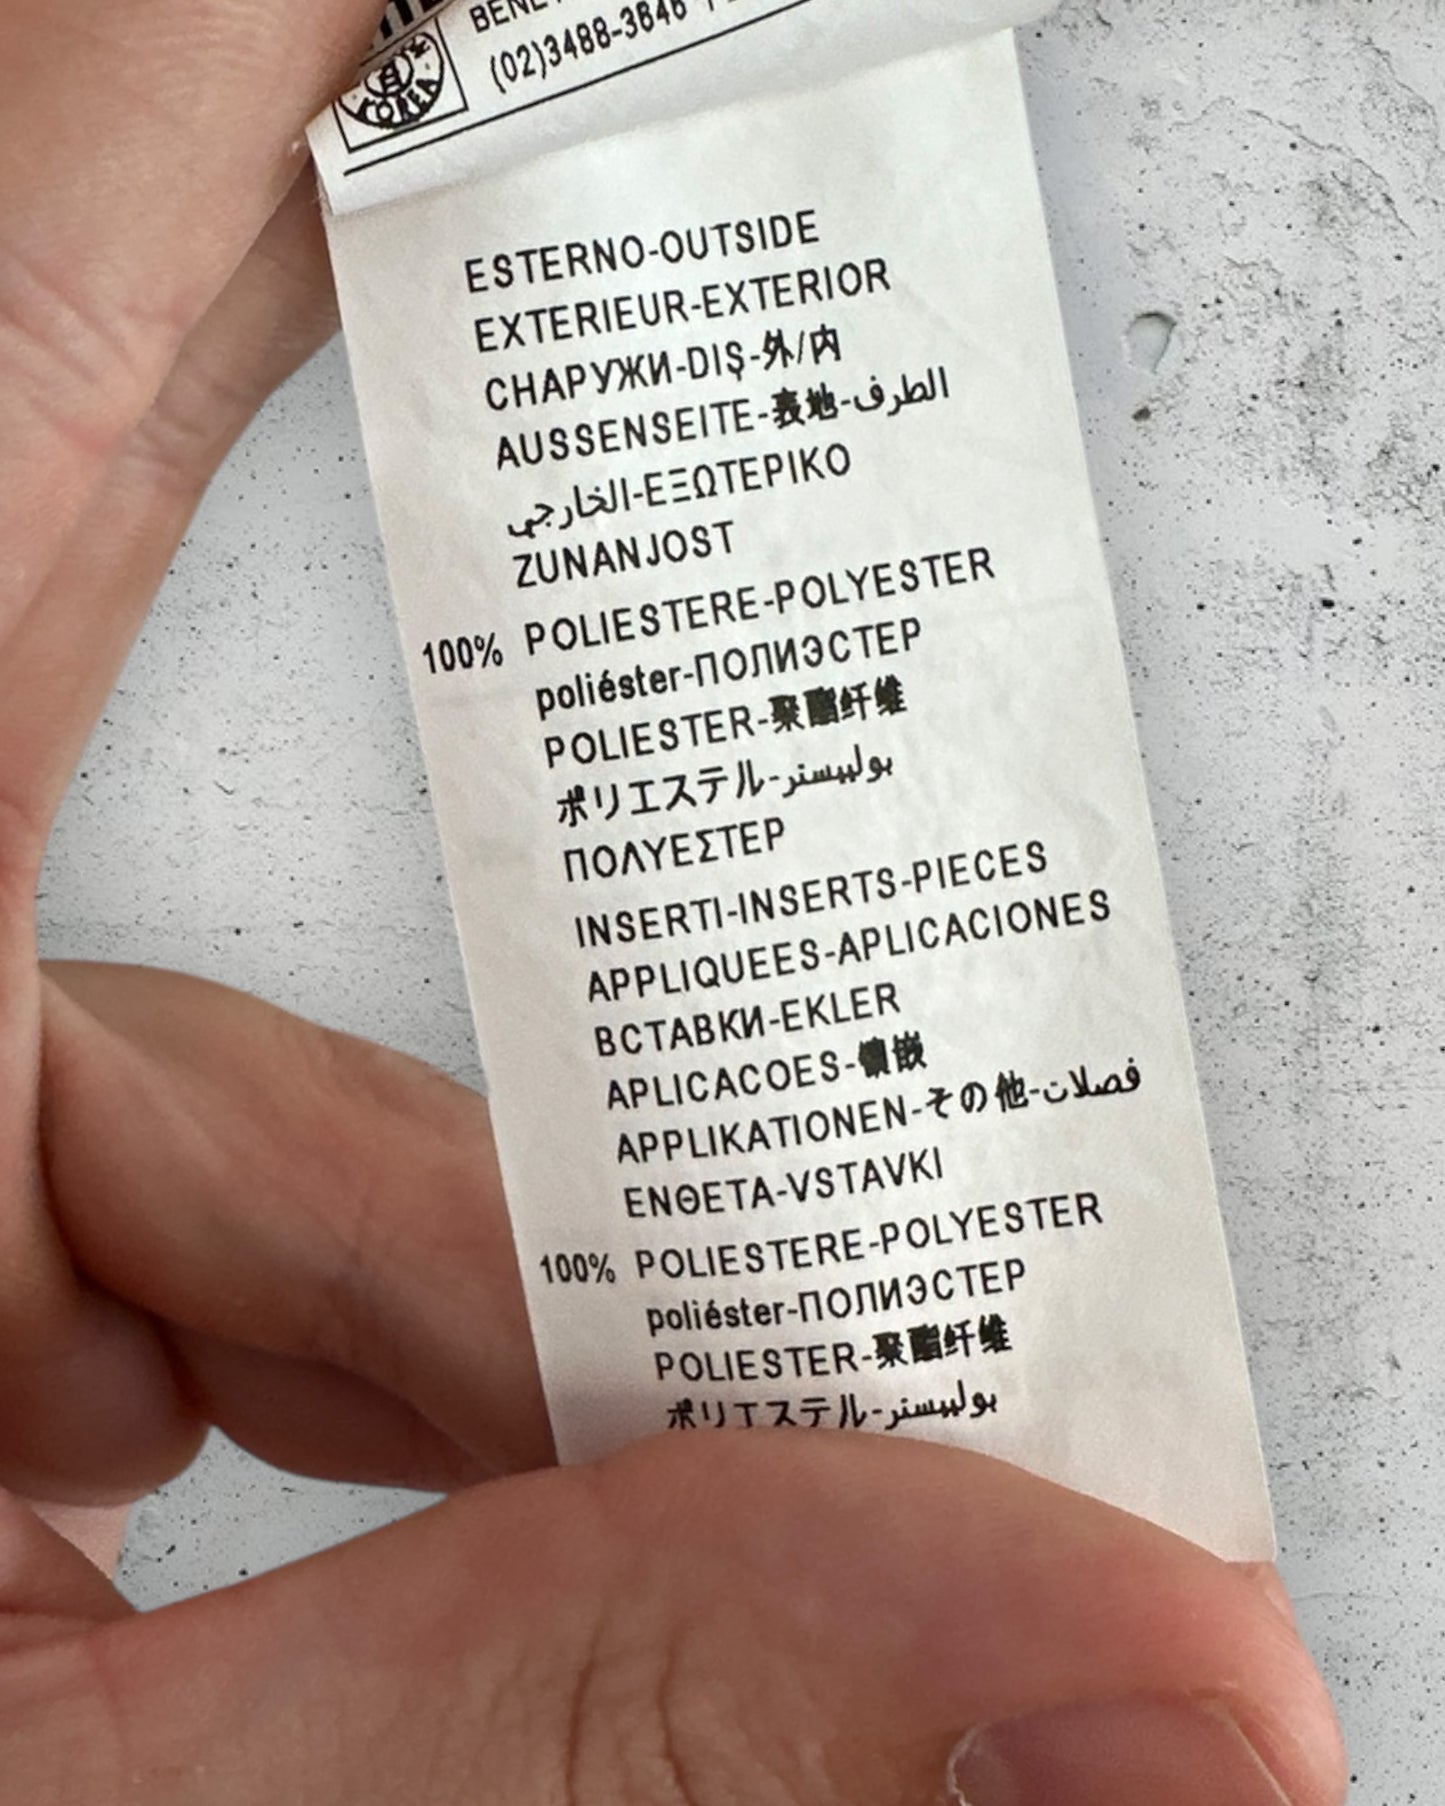 KOREA
(02)3488-3646
ESTERNO-OUTSIDE
EXTERIEUR-EXTERIOR
СНАРУЖИ-DIŞ-外/内
AUSSENSEITE-表地-الطرف
الخارجي-ΕΞΩΤΕΡΙΚΟ
ZUNANJOST
100% POLIESTERE-POLYESTER
poliéster-ПОЛИЭСТЕР
POLIESTER-聚酯纤维
ポリエステル-بوليستر
ΠΟΛΥΕΣΤΕΡ
INSERTI-INSERTS-PIECES
APPLIQUEES-APLICACIONES
ВСТАВКИ-EKLER
APLICACOES-镶嵌
APPLIKATIONEN-その他-فصلات
ΕΝΘΕΤΑ-VSTAVKI
100% POLIESTERE-POLYESTER
poliéster-ПОЛИЭСТЕР
POLIESTER-聚酯纤维
ポリエステル-بوليستر